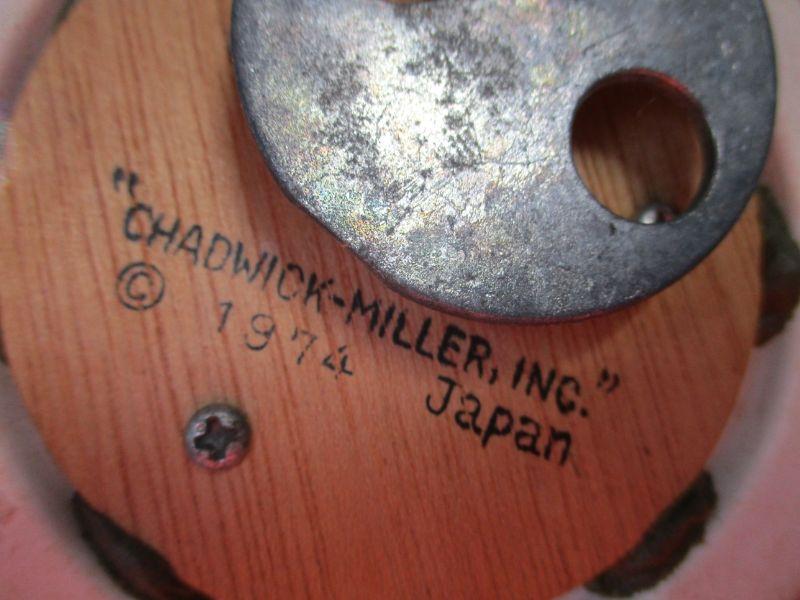 "CHADWICK-MILLER, INC."
© 1974 Japan